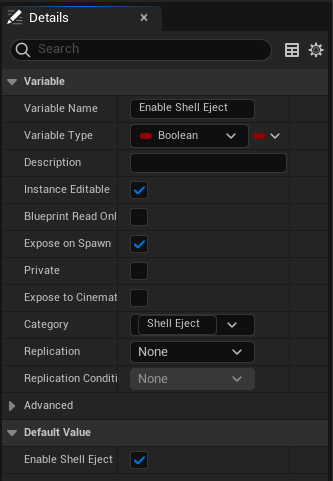 Details ×
Search
Variable
Variable Name Enable Shell Eject
Variable Type Boolean
Description
Instance Editable
Blueprint Read Onl
Expose on Spawn
Private
Expose to Cinemat
Category Shell Eject
Replication None
Replication Conditi None
Advanced
Default Value
Enable Shell Eject